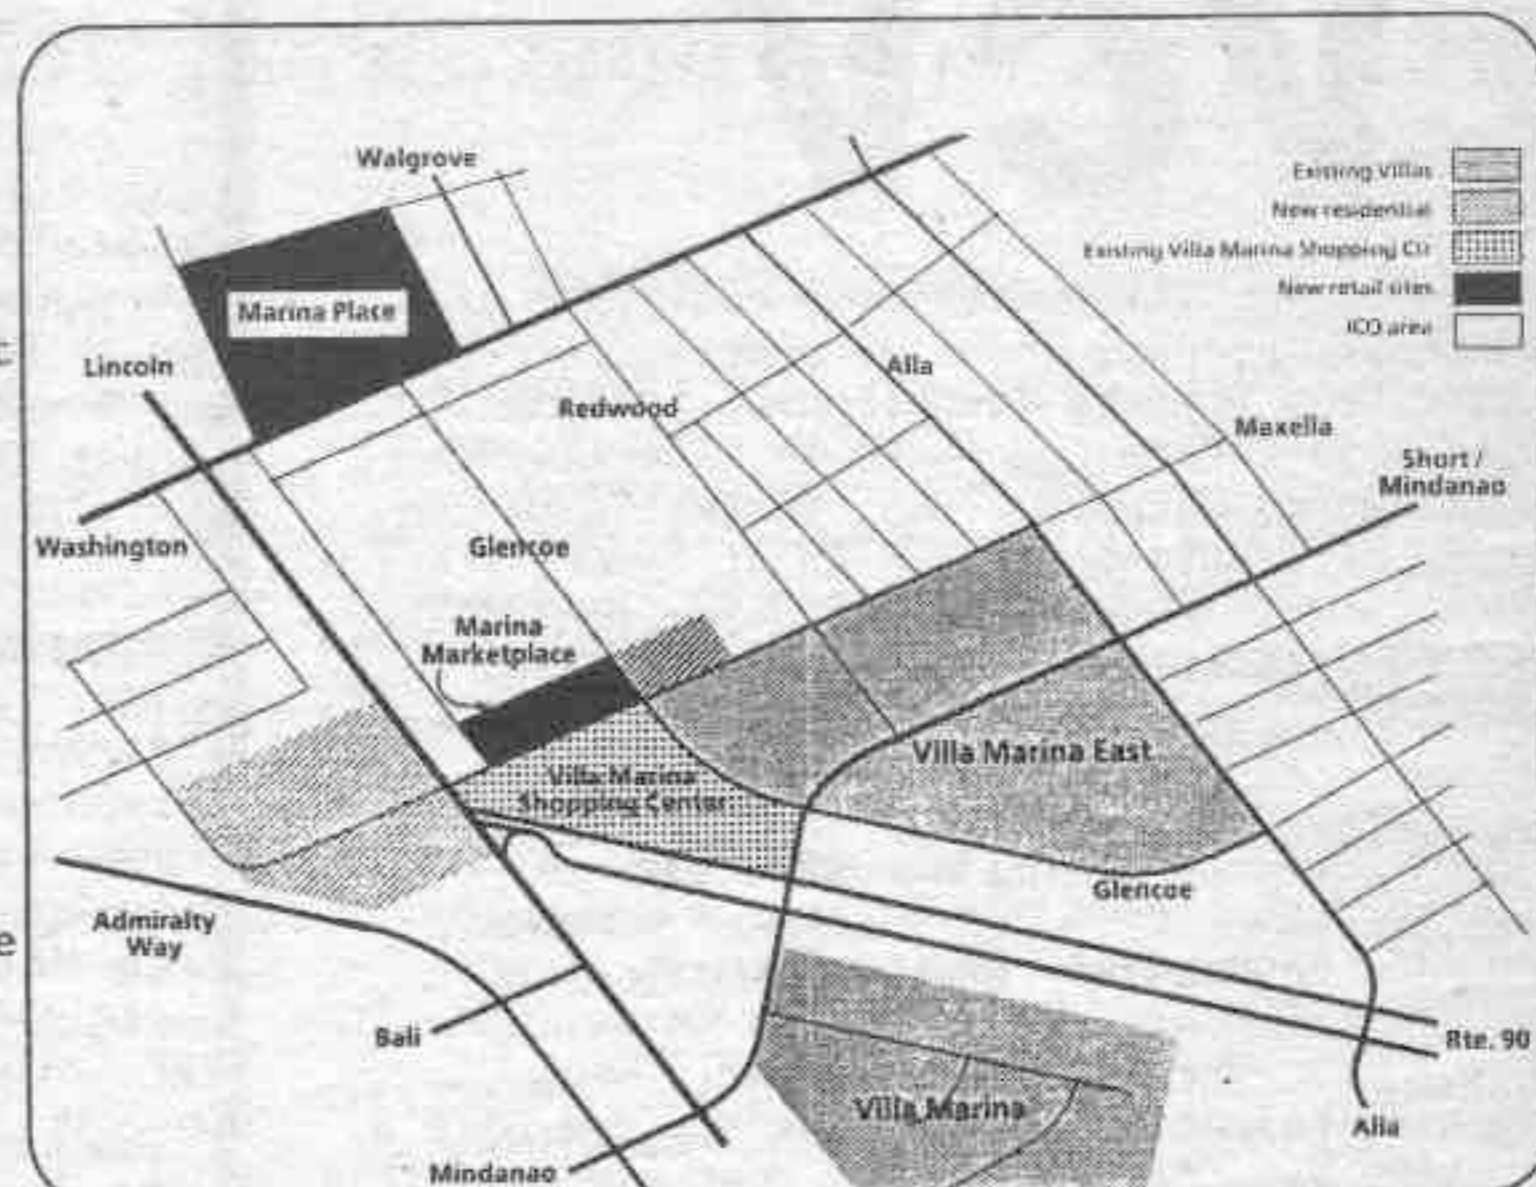 Walgrove
Existing Villas
New residential
Existing Villa Marina Shopping Ctr
New retail sites
ICO area
Marina Place
Lincoln
Alla
Redwood
Maxella
Short /
Mindanao
Washington
Glencoe
Marina
Marketplace
Villa Marina East
Villa Marina
Shopping Center
Glencoe
Admiralty
Way
Bali
Rte. 90
Villa Marina
Alla
Mindanao
e